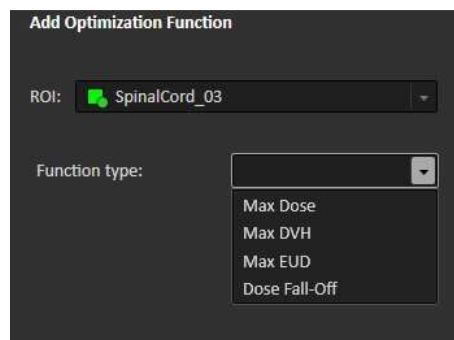 Add Optimization Function
ROI: SpinalCord_03
Function type:
Max Dose
Max DVH
Max EUD
Dose Fall-Off